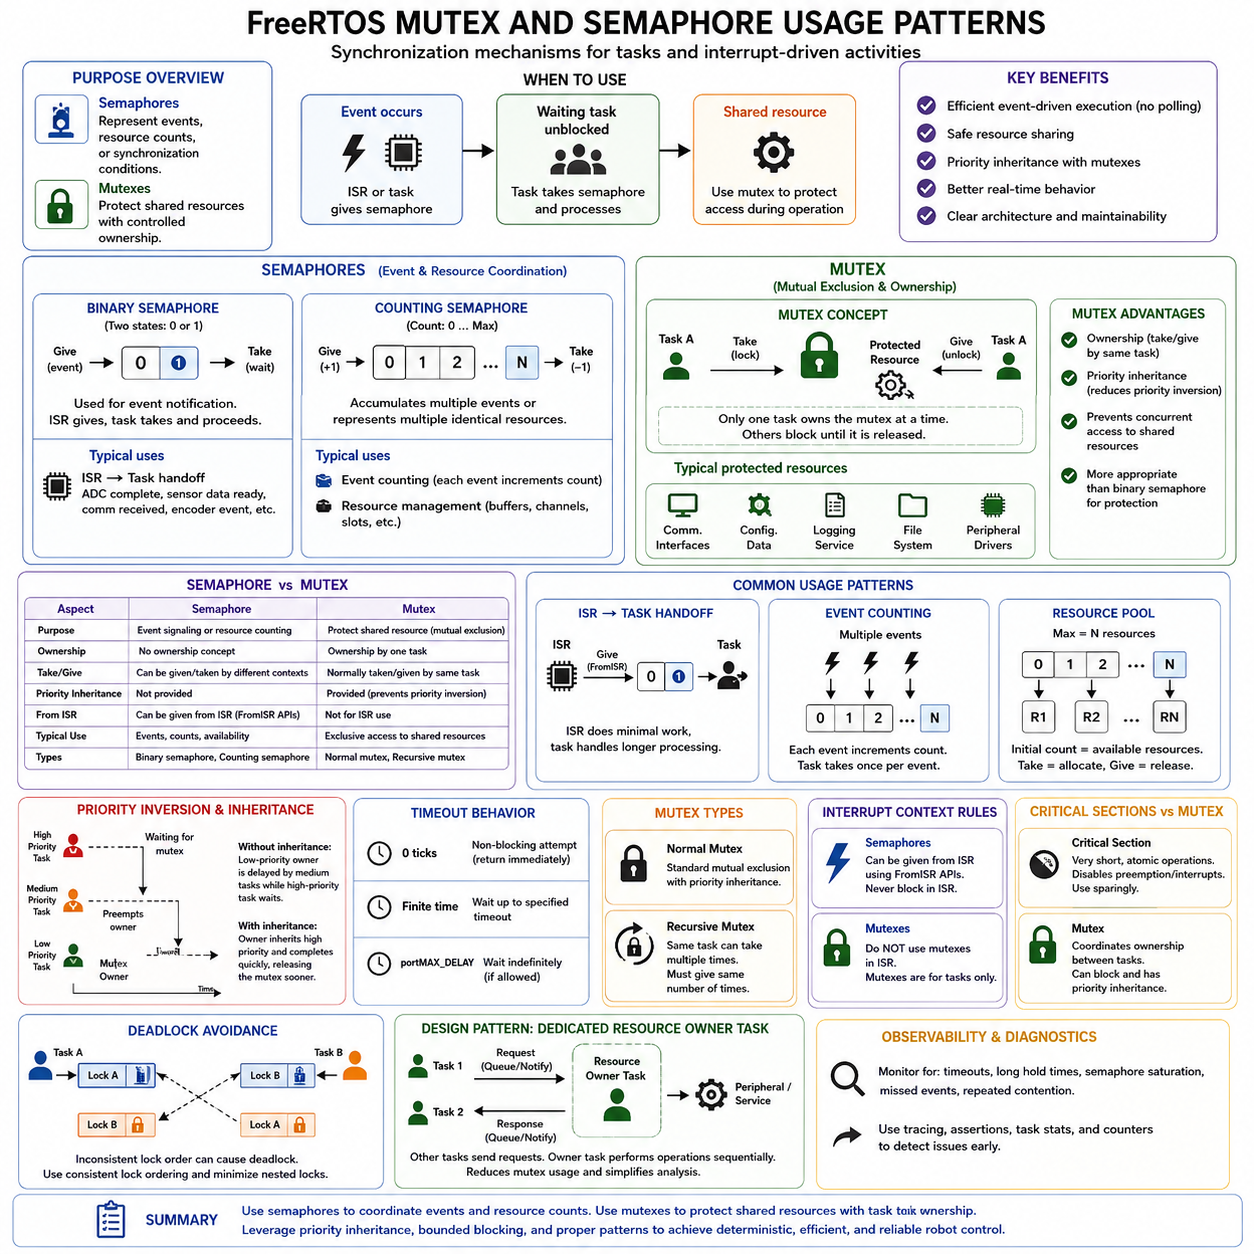 FreeRTOS MUTEX AND SEMAPHORE USAGE PATTERNS
Synchronization mechanisms for tasks and interrupt-driven activities
PURPOSE OVERVIEW
Semaphores
Represent events,
resource counts,
or synchronization
conditions.
Mutexes
Protect shared resources
with controlled
ownership.
WHEN TO USE
Event occurs
ISR or task
gives semaphore
Waiting task
unblocked
Task takes semaphore
and processes
Shared resource
Use mutex to protect
access during operation
KEY BENEFITS
Efficient event-driven execution (no polling)
Safe resource sharing
Priority inheritance with mutexes
Better real-time behavior
Clear architecture and maintainability
SEMAPHORES (Event & Resource Coordination)
BINARY SEMAPHORE
(Two states: 0 or 1)
Give
(event)
0 1
Take
(wait)
Used for event notification.
ISR gives, task takes and proceeds.
Typical uses
ISR → Task handoff
ADC complete, sensor data ready,
comm received, encoder event, etc.
COUNTING SEMAPHORE
(Count: 0 ... Max)
Give
(+1)
0 1 2 ... N
Take
(−1)
Accumulates multiple events or
represents multiple identical resources.
Typical uses
Event counting (each event increments count)
Resource management (buffers, channels,
slots, etc.)
MUTEX
(Mutual Exclusion & Ownership)
MUTEX CONCEPT
Task A
Take
(lock)
Protected
Resource
Give
(unlock)
Task A
Only one task owns the mutex at a time.
Others block until it is released.
Typical protected resources
Comm.
Interfaces
Config.
Data
Logging
Service
File
System
Peripheral
Drivers
MUTEX ADVANTAGES
Ownership (take/give
by same task)
Priority inheritance
(reduces priority inversion)
Prevents concurrent
access to shared
resources
More appropriate
than binary semaphore
for protection
SEMAPHORE vs MUTEX
Aspect Semaphore Mutex
Purpose Event signaling or resource counting Protect shared resource (mutual exclusion)
Ownership No ownership concept Ownership by one task
Take/Give Can be given/taken by different contexts Normally taken/given by same task
Priority Inheritance Not provided Provided (prevents priority inversion)
From ISR Can be given from ISR (FromISR APIs) Not for ISR use
Typical Use Events, counts, availability Exclusive access to shared resources
Types Binary semaphore, Counting semaphore Normal mutex, Recursive mutex
COMMON USAGE PATTERNS
ISR → TASK HANDOFF
ISR
Give
(FromISR)
0 1
Task
ISR does minimal work,
task handles longer processing.
EVENT COUNTING
Multiple events
0 1 2 ... N
Each event increments count.
Task takes once per event.
RESOURCE POOL
Max = N resources
0 1 2 ... N
R1 R2 ... RN
Initial count = available resources.
Take = allocate, Give = release.
PRIORITY INVERSION & INHERITANCE
High
Priority
Task
Waiting for
mutex
Medium
Priority
Task
Preempts
owner
Low
Priority
Task
Mutex
Owner
Time
Without inheritance:
Low-priority owner
is delayed by medium
tasks while high-priority
task waits.
With inheritance:
Owner inherits high
priority and completes
quickly, releasing
the mutex sooner.
TIMEOUT BEHAVIOR
0 ticks
Non-blocking attempt
(return immediately)
Finite time
Wait up to specified
timeout
portMAX_DELAY
Wait indefinitely
(if allowed)
MUTEX TYPES
Normal Mutex
Standard mutual exclusion
with priority inheritance.
Recursive Mutex
Same task can take
multiple times.
Must give same
number of times.
INTERRUPT CONTEXT RULES
Semaphores
Can be given from ISR
using FromISR APIs.
Never block in ISR.
Mutexes
Do NOT use mutexes
in ISR.
Mutexes are for tasks only.
CRITICAL SECTIONS vs MUTEX
Critical Section
Very short, atomic operations.
Disables preemption/interrupts.
Use sparingly.
Mutex
Coordinates ownership
between tasks.
Can block and has
priority inheritance.
DEADLOCK AVOIDANCE
Task A
Lock A
Lock B
Task B
Lock B
Lock A
Inconsistent lock order can cause deadlock.
Use consistent lock ordering and minimize nested locks.
DESIGN PATTERN: DEDICATED RESOURCE OWNER TASK
Task 1
Task 2
Request
(Queue/Notify)
Response
(Queue/Notify)
Resource
Owner Task
Peripheral /
Service
Other tasks send requests. Owner task performs operations sequentially.
Reduces mutex usage and simplifies analysis.
OBSERVABILITY & DIAGNOSTICS
Monitor for: timeouts, long hold times, semaphore saturation,
missed events, repeated contention.
Use tracing, assertions, task stats, and counters
to detect issues early.
SUMMARY
Use semaphores to coordinate events and resource counts. Use mutexes to protect shared resources with task wnership.
Leverage priority inheritance, bounded blocking, and proper patterns to achieve deterministic, efficient, and reliable robot control.